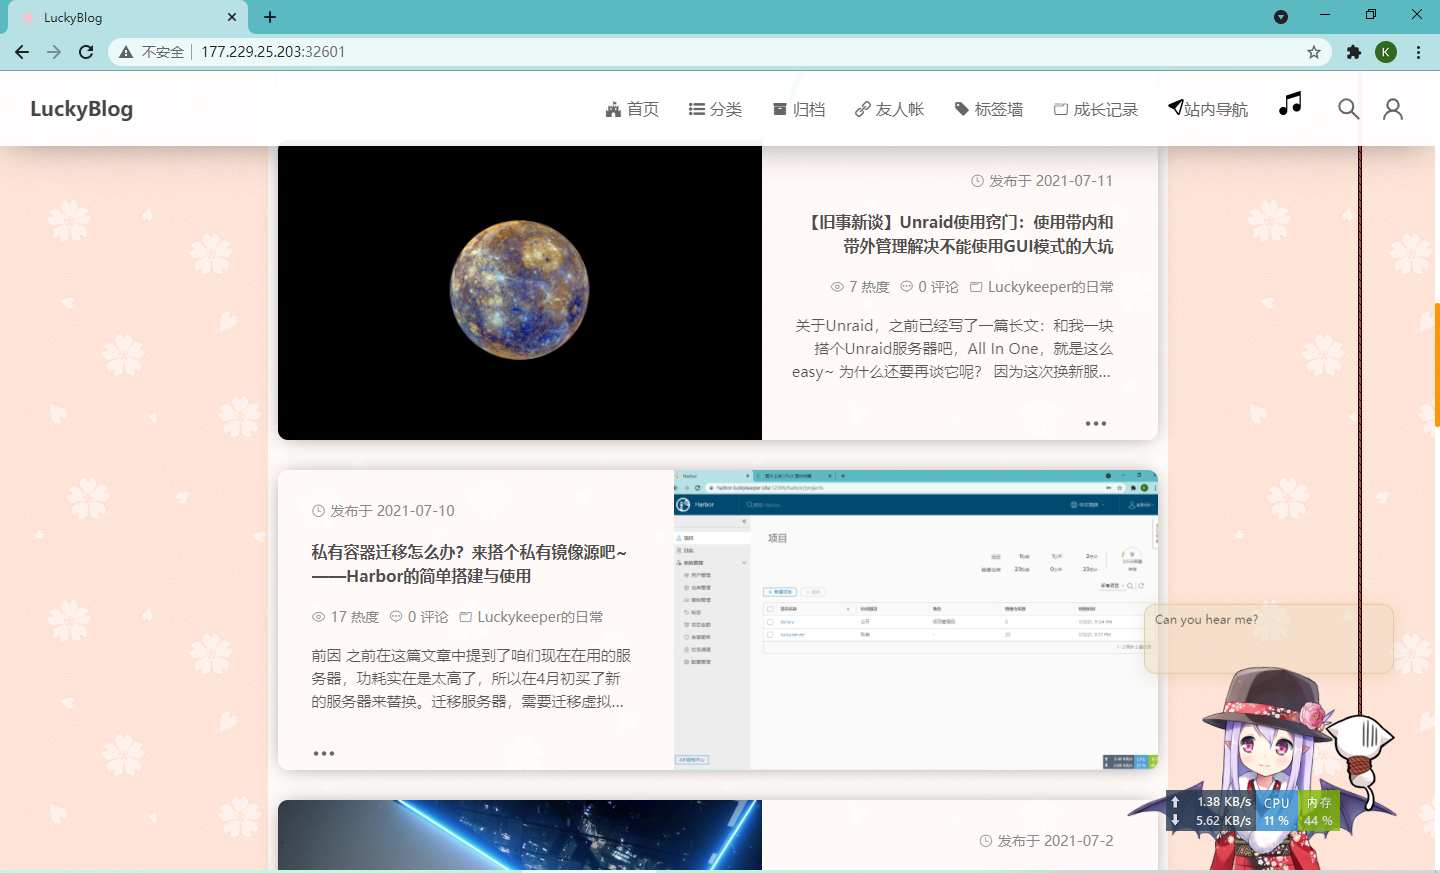 LuckyBlog
不安全
177.229.25.203:32601
K
LuckyBlog
首页
分类
归档
友人帐
标签墙
成长记录
站内导航
发布于 2021-07-11
【旧事新谈】Unraid使用窍门：使用带内和
带外管理解决不能使用GUI模式的大坑
7 热度
0 评论
Luckykeeper的日常
关于Unraid，之前已经写了一篇长文：和我一块
搭个Unraid服务器吧，All In One，就是这么
easy~ 为什么还要再谈它呢？ 因为这次换新服...
发布于 2021-07-10
私有容器迁移怎么办？来搭个私有镜像源吧~
——Harbor的简单搭建与使用
17 热度
0 评论
Luckykeeper的日常
前因 之前在这篇文章中提到了咱们现在在用的服
务器，功耗实在是太高了，所以在4月初买了新
的服务器来替换。迁移服务器，需要迁移虚拟...
Harbor
项目
Can you hear me?
1.38 KB/s
CPU
内存
5.62 KB/s
11 %
44 %
发布于 2021-07-2